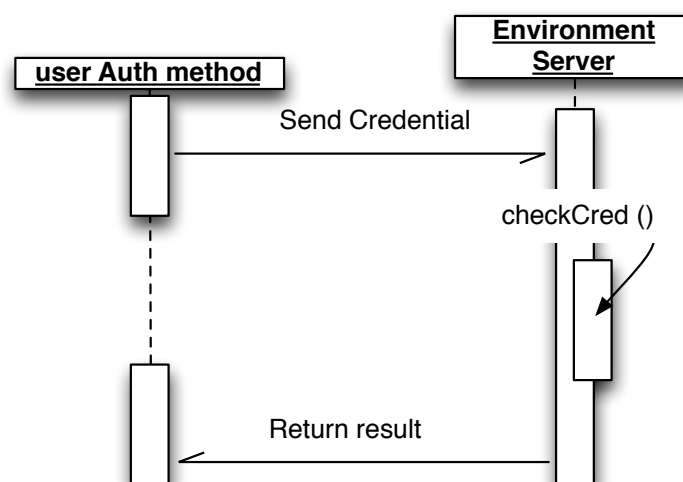 Environment
Server
user Auth method
Send Credential
checkCred ()
Return result